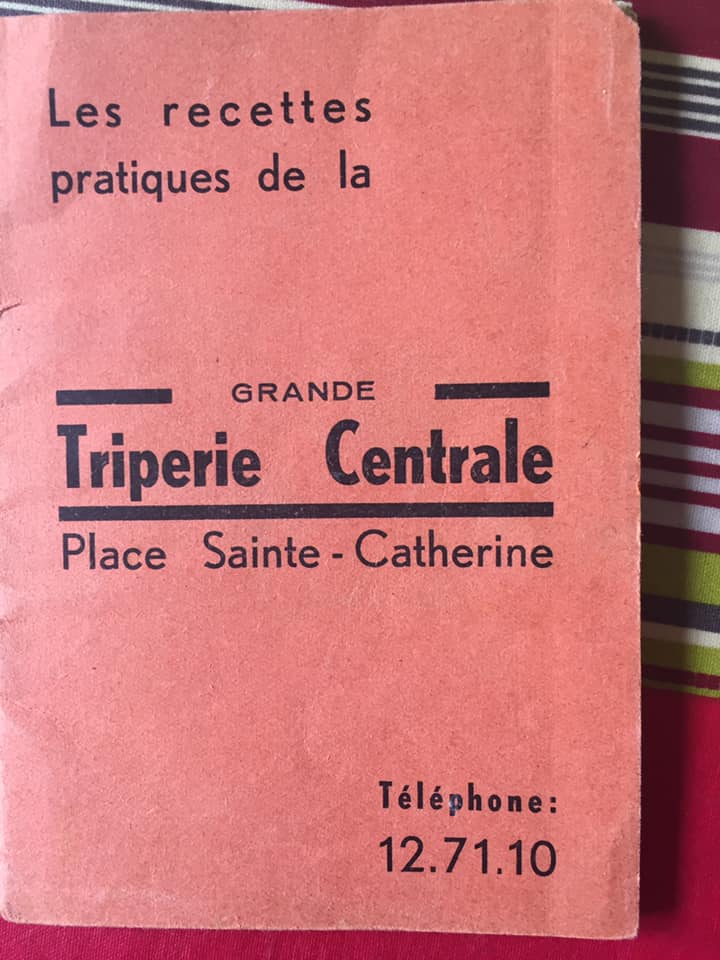 Les recettes
pratiques de la
GRANDE
Triperie Centrale
Place Sainte-Catherine
Téléphone:
12.71.10